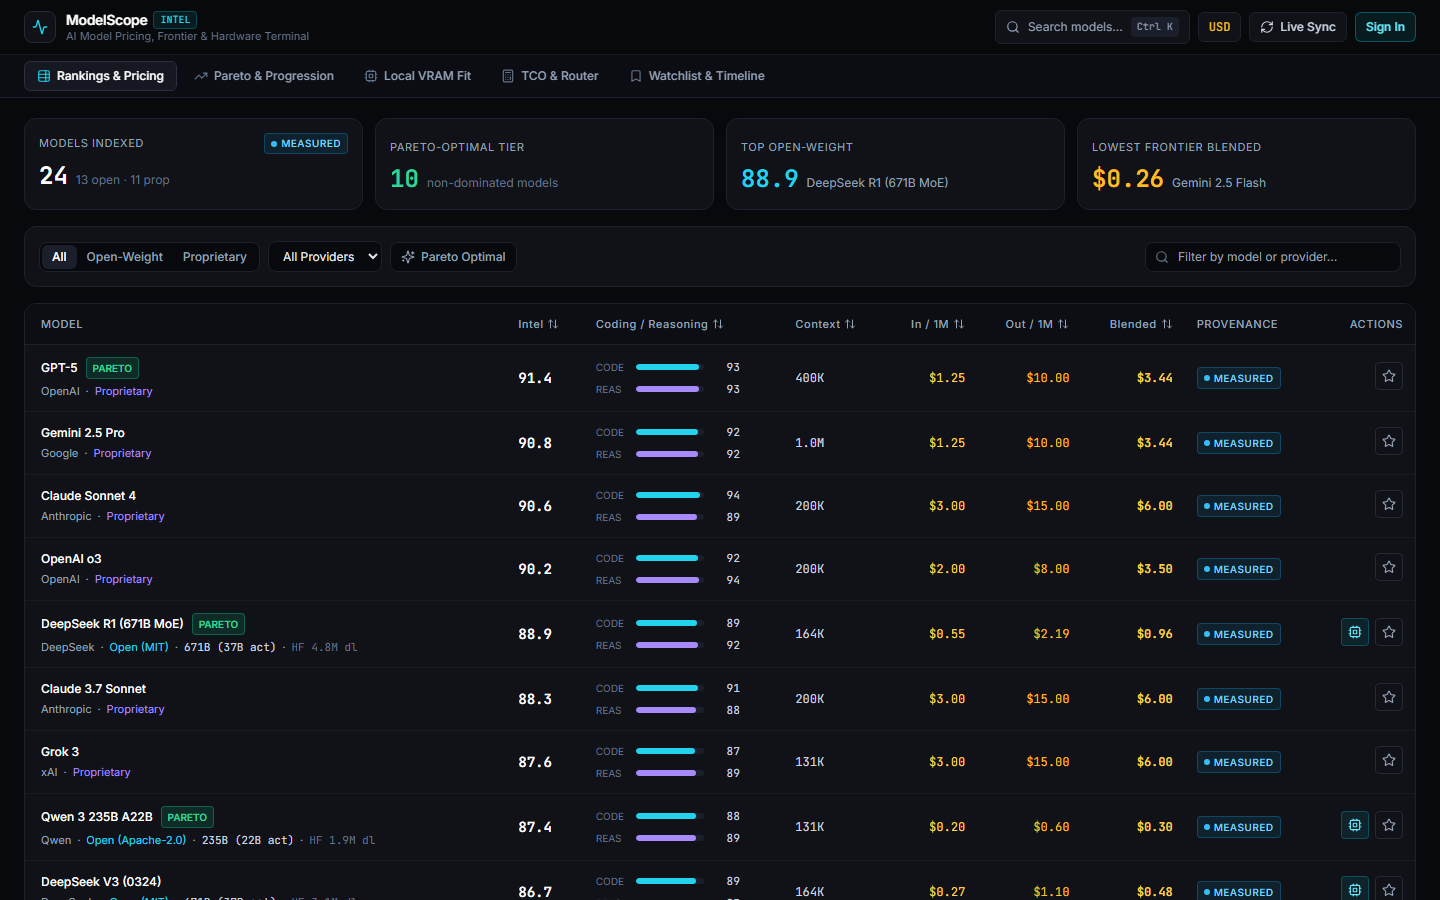 ModelScope INTEL
AI Model Pricing, Frontier & Hardware Terminal
Search models... Ctrl K
USD
Live Sync
Sign In
Rankings & Pricing
Pareto & Progression
Local VRAM Fit
TCO & Router
Watchlist & Timeline
MODELS INDEXED MEASURED
24 13 open · 11 prop
PARETO-OPTIMAL TIER
10 non-dominated models
TOP OPEN-WEIGHT
88.9 DeepSeek R1 (671B MoE)
LOWEST FRONTIER BLENDED
$0.26 Gemini 2.5 Flash
All Open-Weight Proprietary All Providers Pareto Optimal Filter by model or provider...
MODEL Intel Coding / Reasoning Context In / 1M Out / 1M Blended PROVENANCE ACTIONS
GPT-5 PARETO
OpenAI · Proprietary
91.4
CODE 93
REAS 93
400K $1.25 $10.00 $3.44 MEASURED
Gemini 2.5 Pro
Google · Proprietary
90.8
CODE 92
REAS 92
1.0M $1.25 $10.00 $3.44 MEASURED
Claude Sonnet 4
Anthropic · Proprietary
90.6
CODE 94
REAS 89
200K $3.00 $15.00 $6.00 MEASURED
OpenAI o3
OpenAI · Proprietary
90.2
CODE 92
REAS 94
200K $2.00 $8.00 $3.50 MEASURED
DeepSeek R1 (671B MoE) PARETO
DeepSeek · Open (MIT) · 671B (37B act) · HF 4.8M dl
88.9
CODE 89
REAS 92
164K $0.55 $2.19 $0.96 MEASURED
Claude 3.7 Sonnet
Anthropic · Proprietary
88.3
CODE 91
REAS 88
200K $3.00 $15.00 $6.00 MEASURED
Grok 3
xAI · Proprietary
87.6
CODE 87
REAS 89
131K $3.00 $15.00 $6.00 MEASURED
Qwen 3 235B A22B PARETO
Qwen · Open (Apache-2.0) · 235B (22B act) · HF 1.9M dl
87.4
CODE 88
REAS 89
131K $0.20 $0.60 $0.30 MEASURED
DeepSeek V3 (0324)
86.7
CODE 89
164K $0.27 $1.10 $0.48 MEASURED